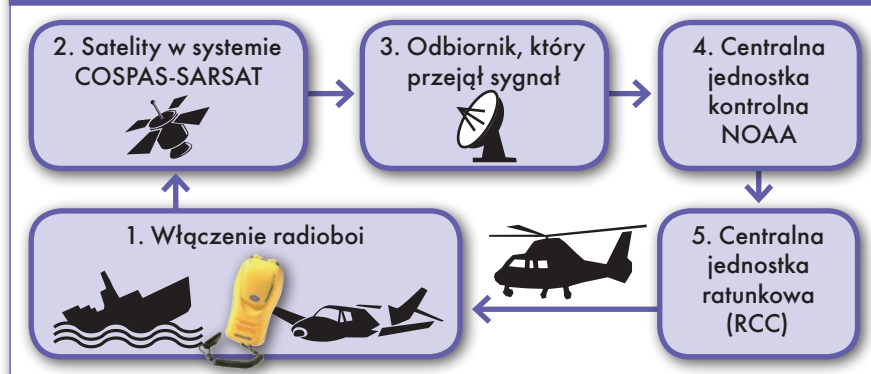 2. Satelity w systemie
COSPAS-SARSAT
3. Odbiornik, który
przejął sygnał
4. Centralna
jednostka
kontrolna
NOAA
1. Włączenie radioboi
5. Centralna
jednostka
ratunkowa
(RCC)